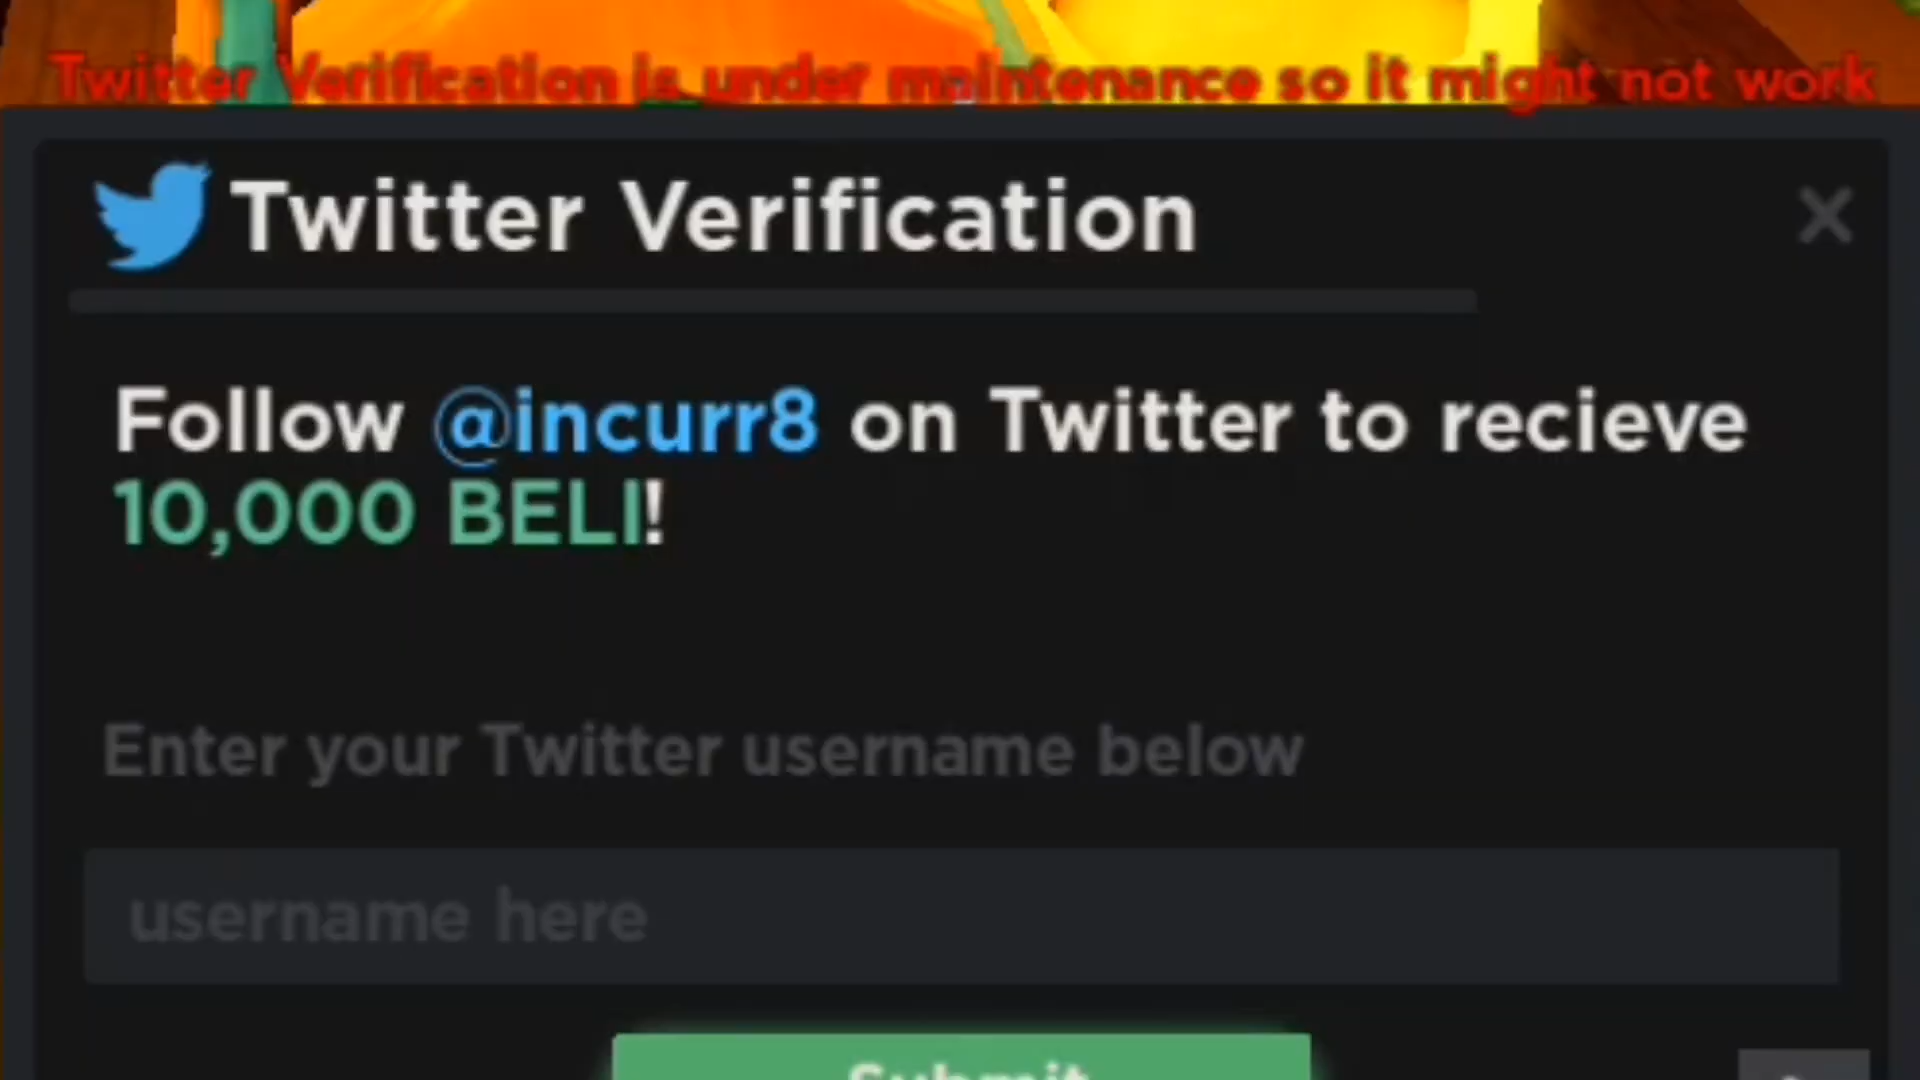 Twitter Verification is under maintenance so it might not work
Twitter Verification
Follow @incurr8 on Twitter to recieve
10,000 BELI!
Enter your Twitter username below
username here
Submit